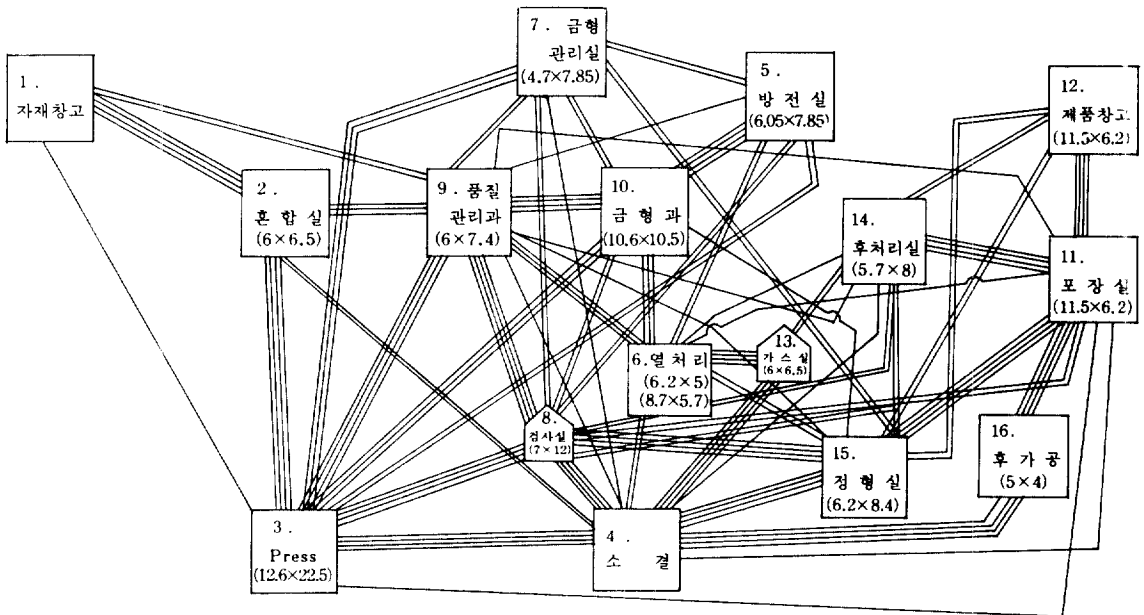 1.
자재창고
2.
혼 합 실
(6×6.5)
3.
Press
(12.6×22.5)
4.
소 결
5.
방 전 실
(6.05×7.85)
6.열처리
(6.2×5)
(8.7×5.7)
7. 금형
관리실
(4.7×7.85)
8.
검사실
(7×12)
9. 품질
관리과
(6×7.4)
10.
금 형 과
(10.6×10.5)
11.
포 장 실
(11.5×6.2)
12.
제품창고
(11.5×6.2)
13.
가스실
(6×6.5)
14.
후처리실
(5.7×8)
15.
정 형 실
(6.2×8.4)
16.
후 가 공
(5×4)